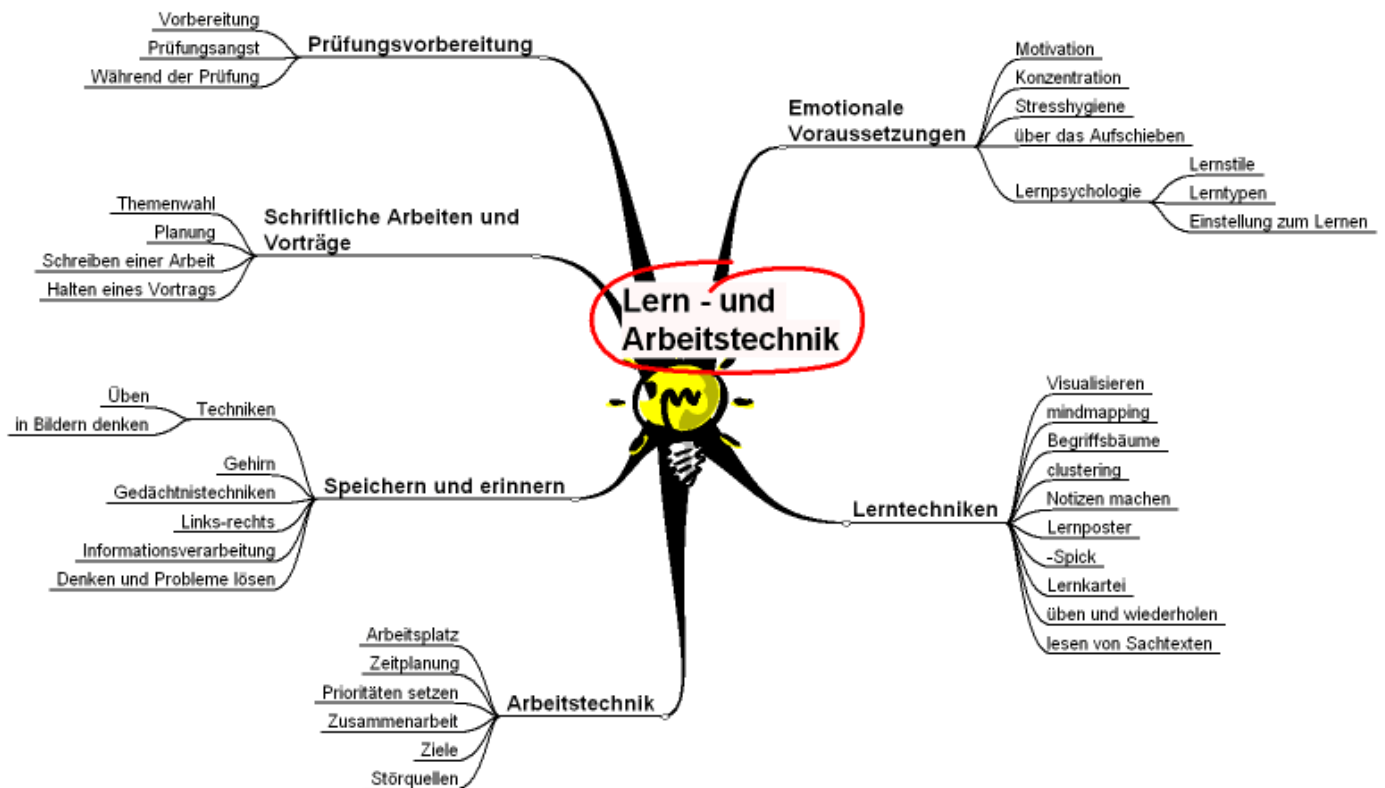 Lern - und
Arbeitstechnik
Prüfungsvorbereitung
Vorbereitung
Prüfungsangst
Während der Prüfung
Schriftliche Arbeiten und
Vorträge
Themenwahl
Planung
Schreiben einer Arbeit
Halten eines Vortrags
Speichern und erinnern
Techniken
Üben
in Bildern denken
Gehirn
Gedächtnistechniken
Links-rechts
Informationsverarbeitung
Denken und Probleme lösen
Arbeitstechnik
Arbeitsplatz
Zeitplanung
Prioritäten setzen
Zusammenarbeit
Ziele
Störquellen
Emotionale
Voraussetzungen
Motivation
Konzentration
Stresshygiene
über das Aufschieben
Lernpsychologie
Lernstile
Lerntypen
Einstellung zum Lernen
Lerntechniken
Visualisieren
mindmapping
Begriffsbäume
clustering
Notizen machen
Lernposter
-Spick
Lernkartei
üben und wiederholen
lesen von Sachtexten